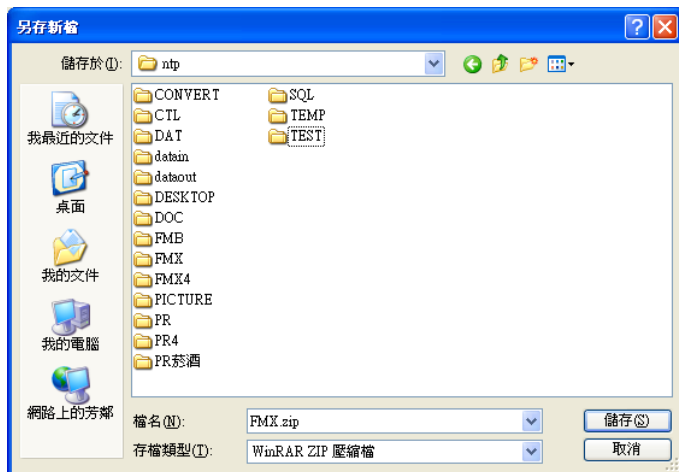 另存新檔
儲存於(I):
ntp
我最近的文件
桌面
我的文件
我的電腦
網路上的芳鄰
CONVERT
CTL
DAT
datain
dataout
DESKTOP
DOC
FMB
FMX
FMX4
PICTURE
PR
PR4
PR菸酒
SQL
TEMP
TEST
檔名(N):
FMX.zip
儲存(S)
存檔類型(T):
WinRAR ZIP 壓縮檔
取消